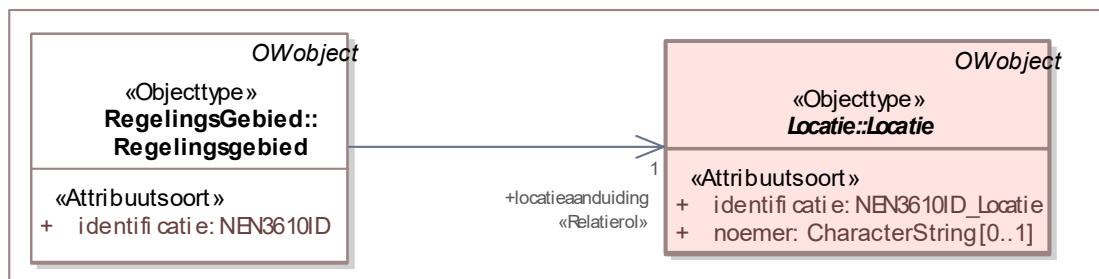 OWobject
«Objecttype»
RegelingsGebied::
Regelingsgebied
«Attribuutsoort»
+ identificatie: NEN3610ID
1
+locatieaanduiding
«Relatierol»
OWobject
«Objecttype»
Locatie::Locatie
«Attribuutsoort»
+ identificatie: NEN3610ID_Locatie
+ noemer: CharacterString [0..1]